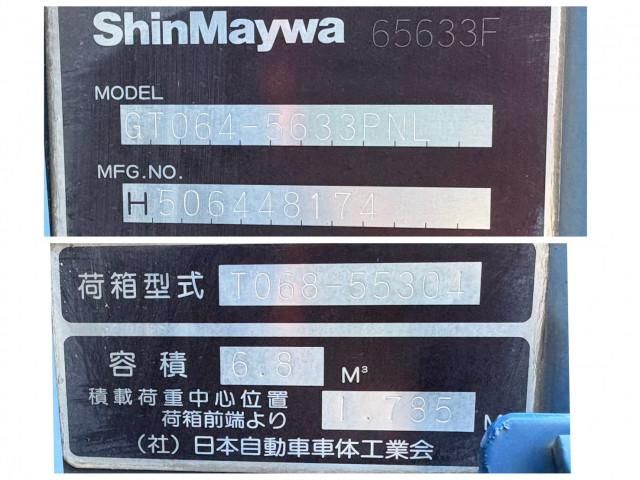 ShinMaywa 65633F
MODEL
GT064-5633PNL
MFG.NO.
H506448174
荷箱型式 T068-55304
容積 6.8 M³
積載荷重中心位置
荷箱前端より 1.785 M
(社)日本自動車車体工業会